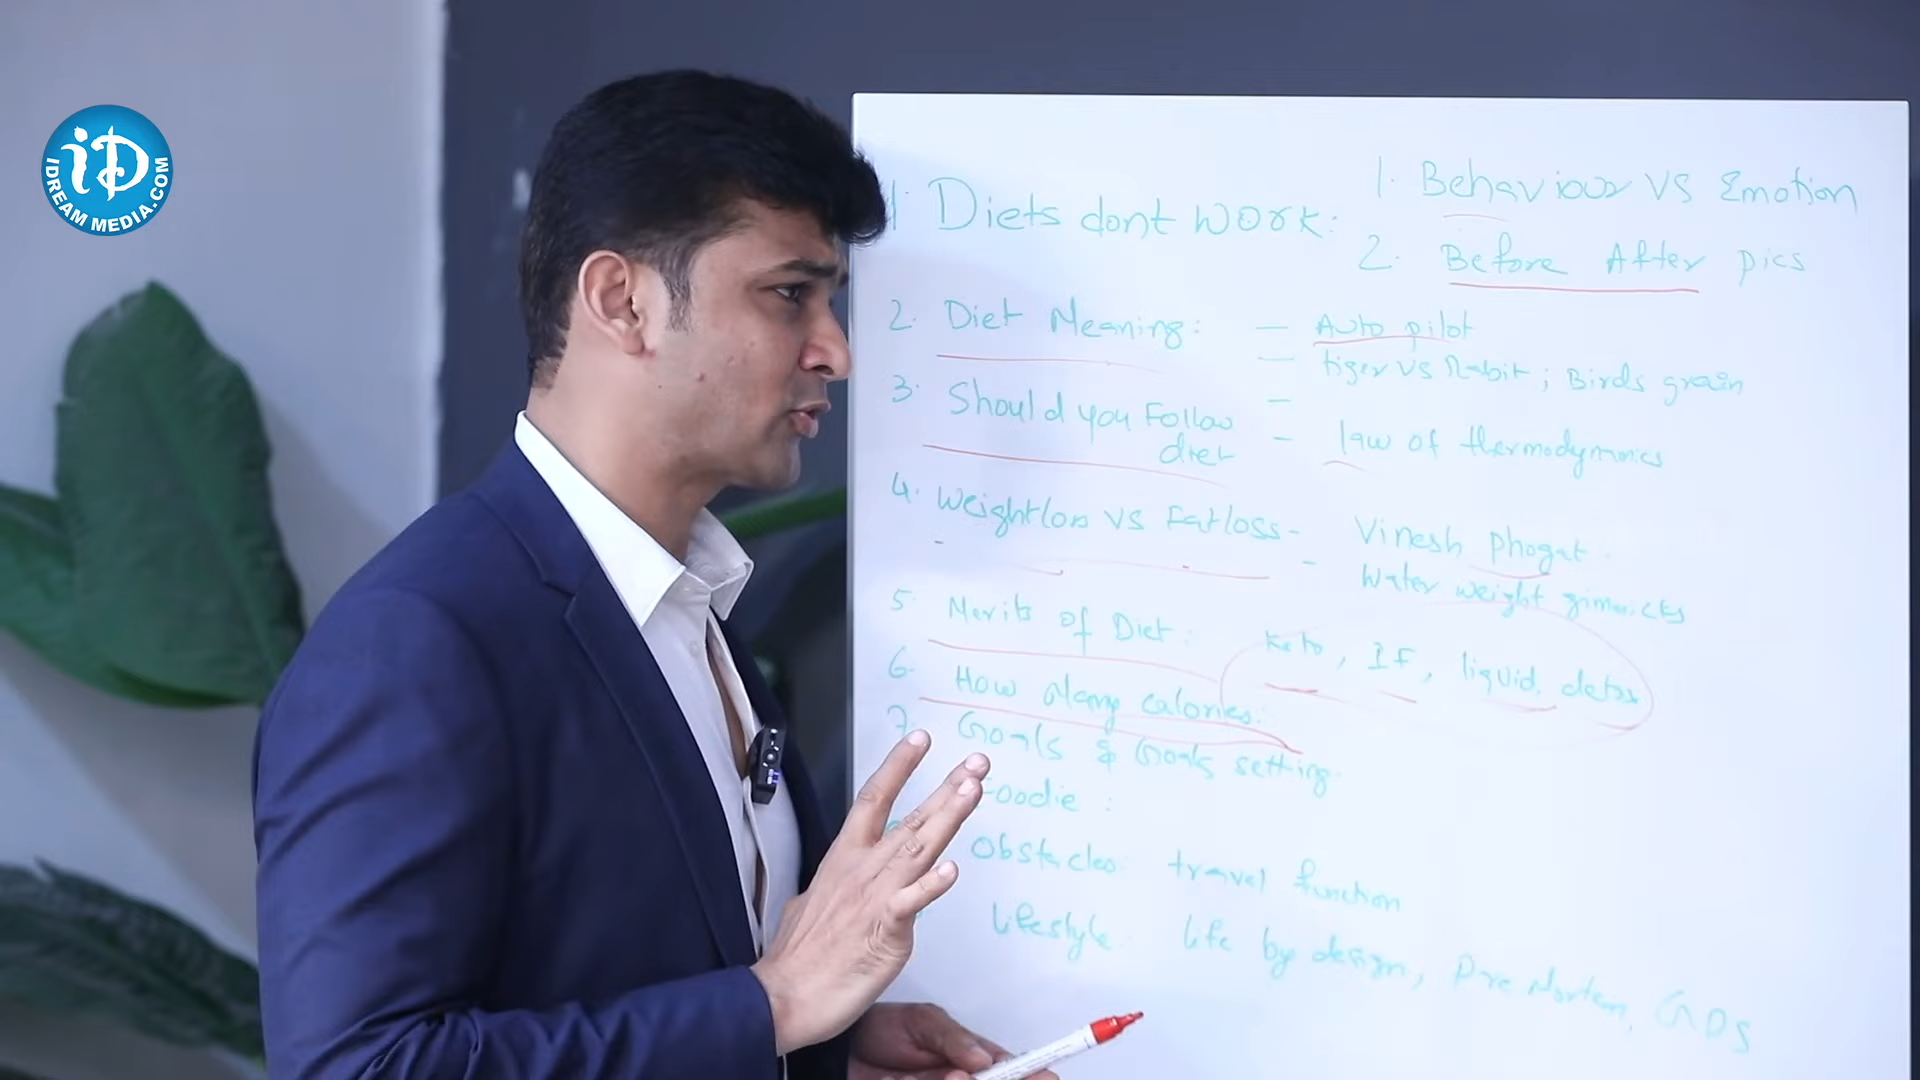 iD
IDREAM MEDIA.COM
1. Behaviour VS Emotion
1 Diets dont WORK:
2. Before After pics
2. Diet Meaning: - Auto pilot
- tiger vs Rabit; Birds grain
3. Should you Follow -
diet - law of thermodynamics
4. Weightloss VS Fatloss - Vinesh phogat
- Water weight gimmicks
5. Merits of Diet: Keto, IF, liquid, detox
6. How Many calories:
7. Goals & Goals setting
Foodie :
Obstacles: travel function
Lifestyle: life by design, Pre Mortem, GPS